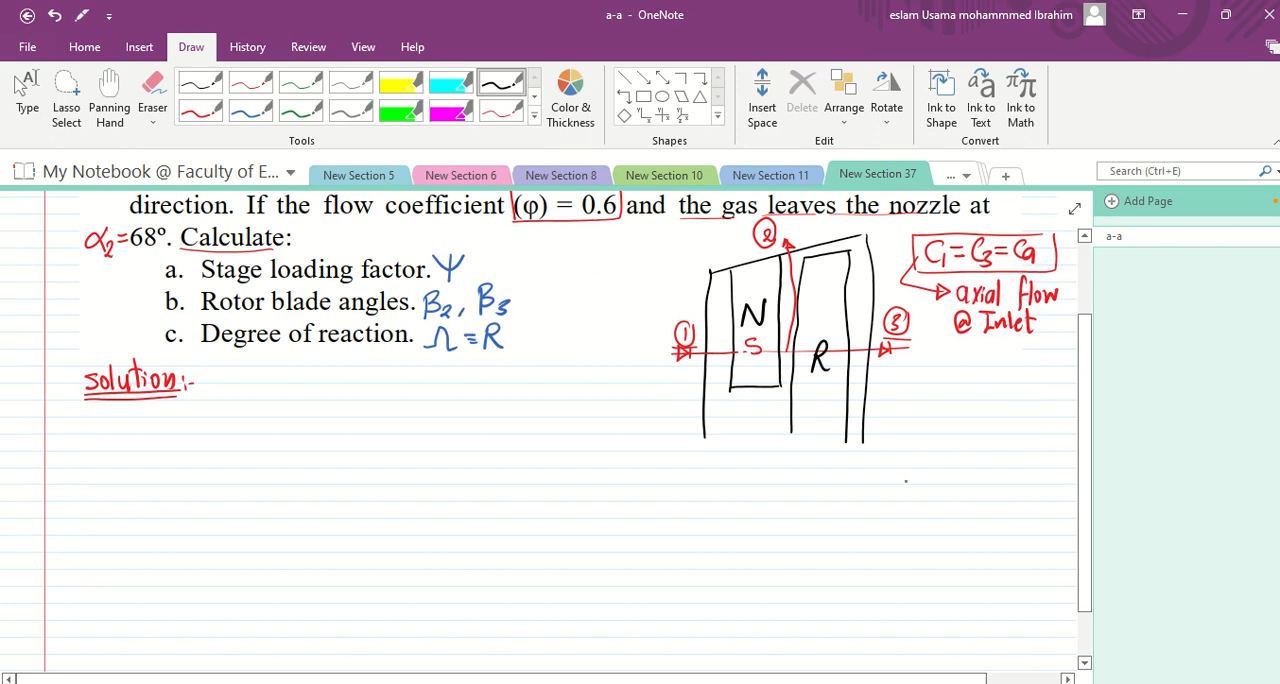 a-a - OneNote
eslam Usama mohammmed Ibrahim
File Home Insert Draw History Review View Help
Type
Lasso Select
Panning Hand
Eraser
Color & Thickness
Insert Space
Delete
Arrange
Rotate
Ink to Shape
Ink to Text
Ink to Math
Tools Shapes Edit Convert
My Notebook @ Faculty of E...
New Section 5 New Section 6 New Section 8 New Section 10 New Section 11 New Section 37 ...
Search (Ctrl+E)
Add Page
a-a
direction. If the flow coefficient (φ) = 0.6 and the gas leaves the nozzle at
α₂=68º. Calculate:
a. Stage loading factor. Ψ
b. Rotor blade angles. β₂, β₃
c. Degree of reaction. Λ = R
solution:-
②
N
①
S
R
③
C₁ = C₃ = Ca
axial flow
@ Inlet